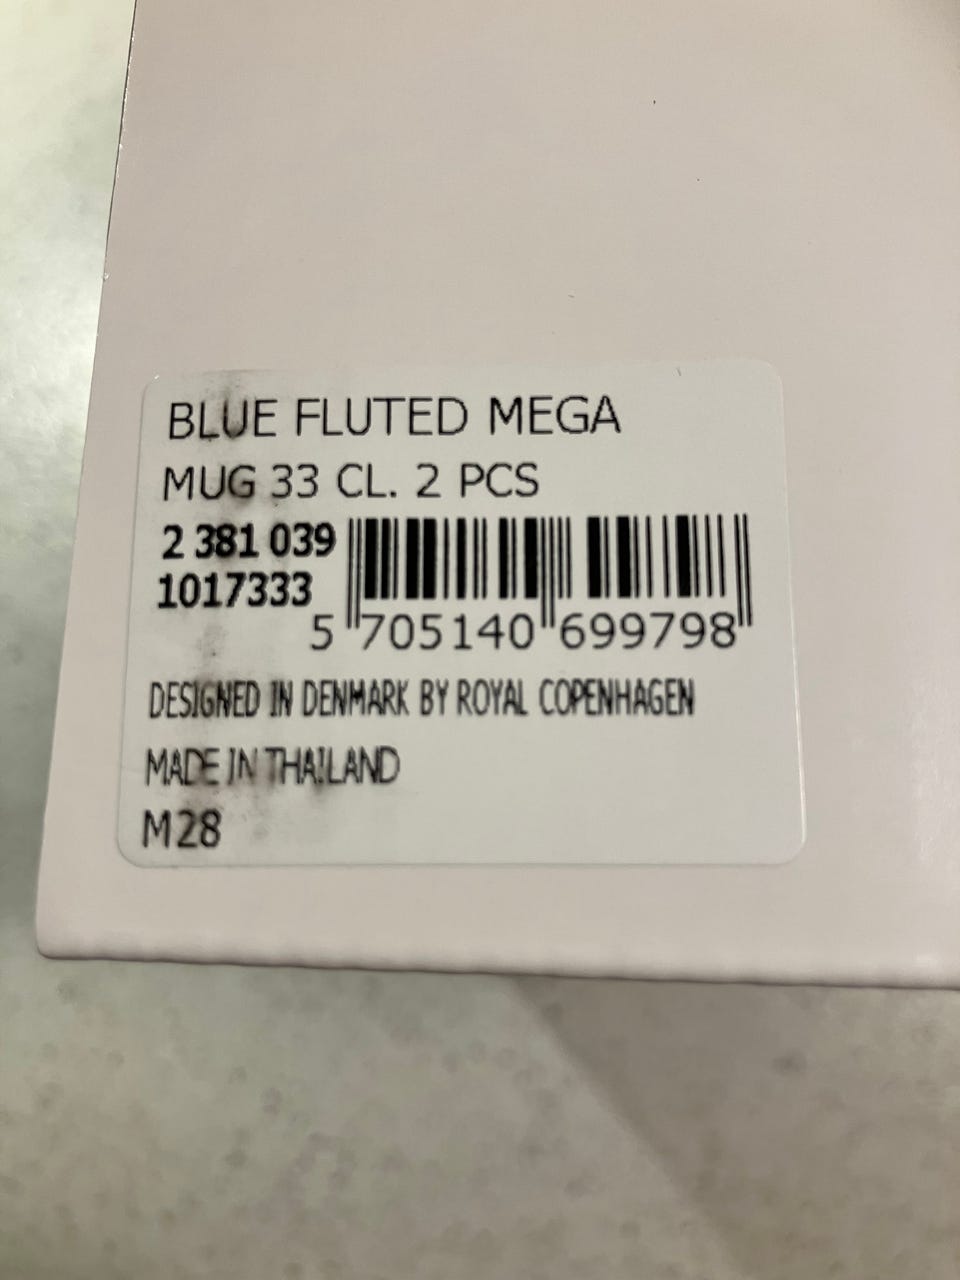 BLUE FLUTED MEGA
MUG 33 CL. 2 PCS
2 381 039
1017333
5 705140 699798
DESIGNED IN DENMARK BY ROYAL COPENHAGEN
MADE IN THAILAND
M28